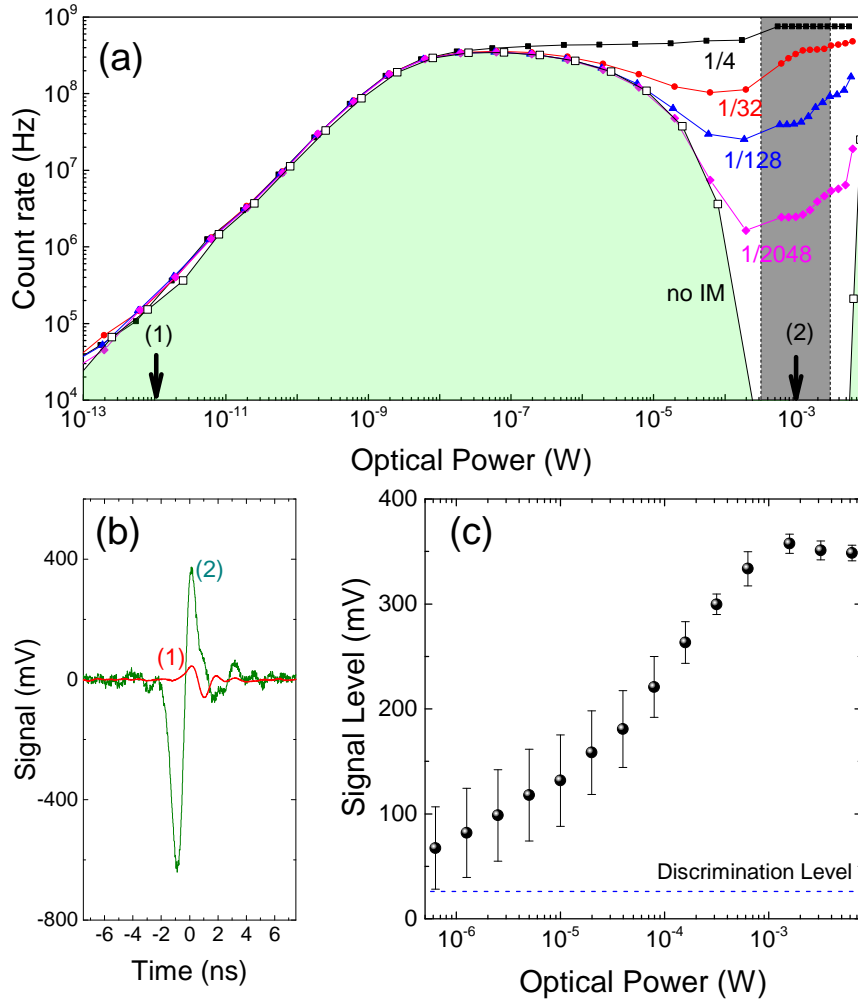 (a)
Count rate (Hz)
10⁹
10⁸
10⁷
10⁶
10⁵
10⁴
1/4
1/32
1/128
1/2048
no IM
(1)
(2)
10⁻¹³
10⁻¹¹
10⁻⁹
10⁻⁷
10⁻⁵
10⁻³
Optical Power (W)
(b)
Signal (mV)
400
0
-400
-800
(2)
(1)
-6 -4 -2 0 2 4 6
Time (ns)
(c)
Signal Level (mV)
400
300
200
100
0
Discrimination Level
10⁻⁶
10⁻⁵
10⁻⁴
10⁻³
Optical Power (W)